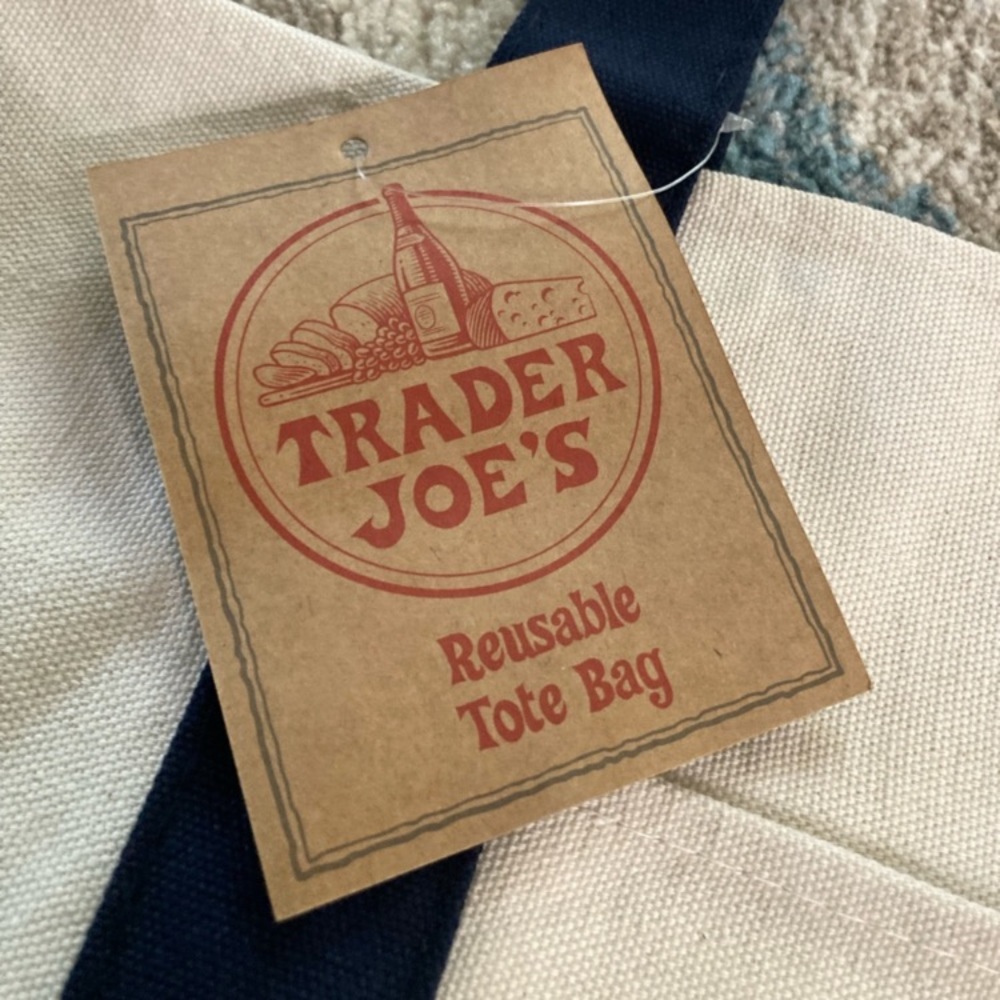 TRADER
JOE'S
Reusable
Tote Bag